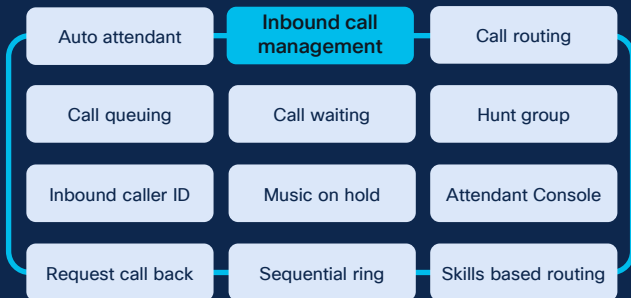 Auto attendant
Inbound call
management
Call routing
Call queuing
Call waiting
Hunt group
Inbound caller ID
Music on hold
Attendant Console
Request call back
Sequential ring
Skills based routing